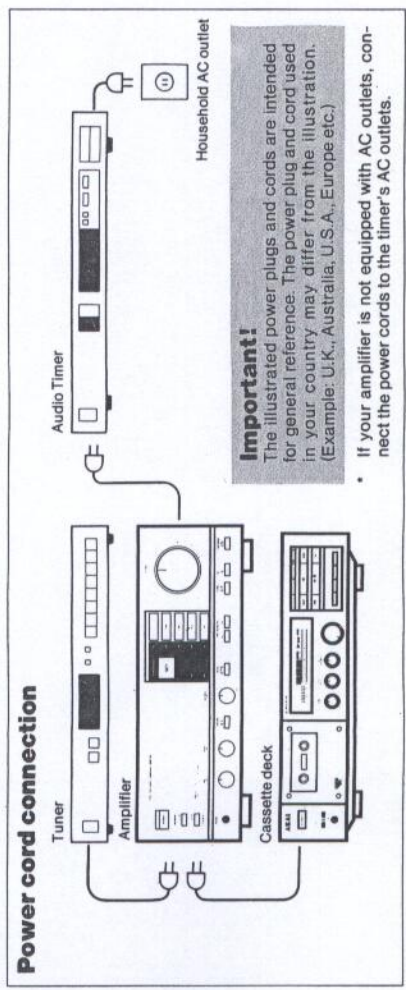 Power cord connection
Tuner
Amplifier
Cassette deck
AKAI
Audio Timer
Household AC outlet
Important!
The illustrated power plugs and cords are intended
for general reference. The power plug and cord used
in your country may differ from the illustration.
(Example: U.K., Australia, U.S.A., Europe etc.)
* If your amplifier is not equipped with AC outlets, con-
nect the power cords to the timer's AC outlets.